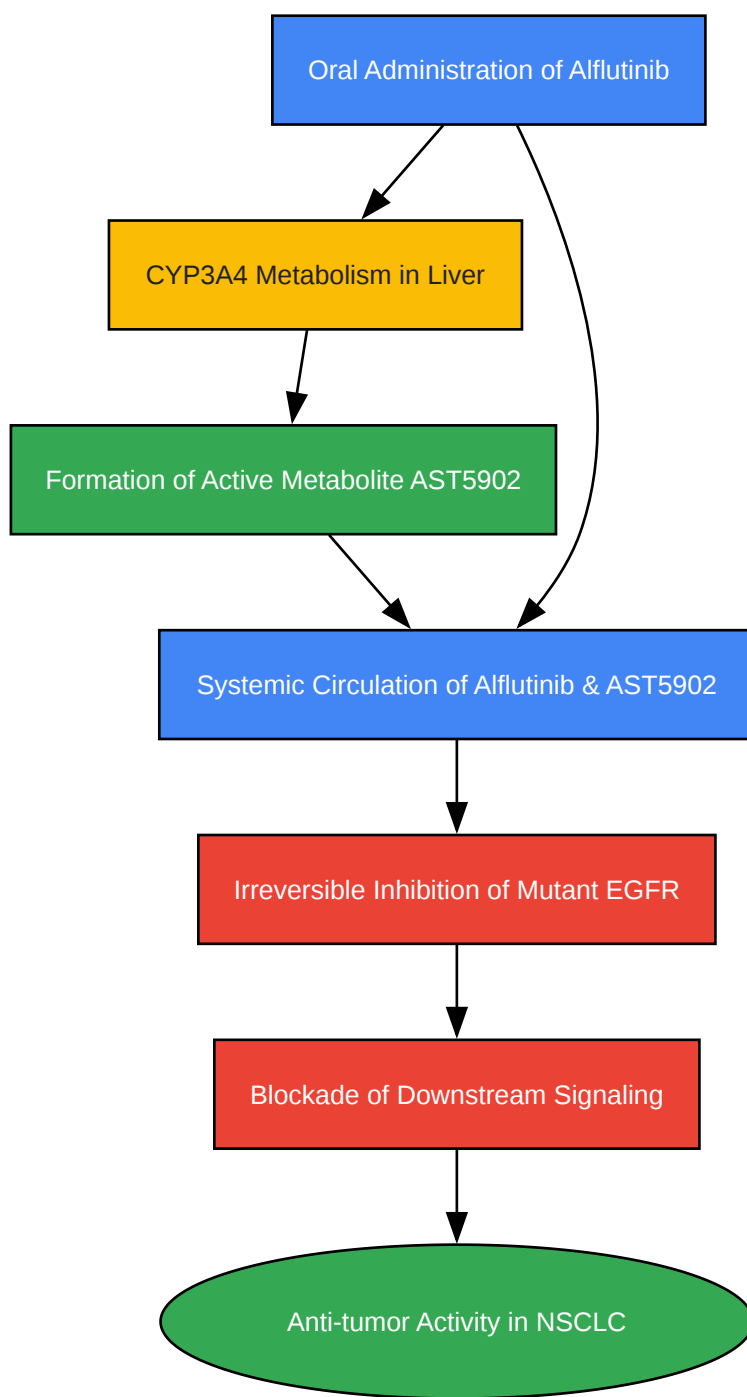 Oral Administration of Alflutinib
CYP3A4 Metabolism in Liver
Formation of Active Metabolite AST5902
Systemic Circulation of Alflutinib & AST5902
Irreversible Inhibition of Mutant EGFR
Blockade of Downstream Signaling
Anti-tumor Activity in NSCLC